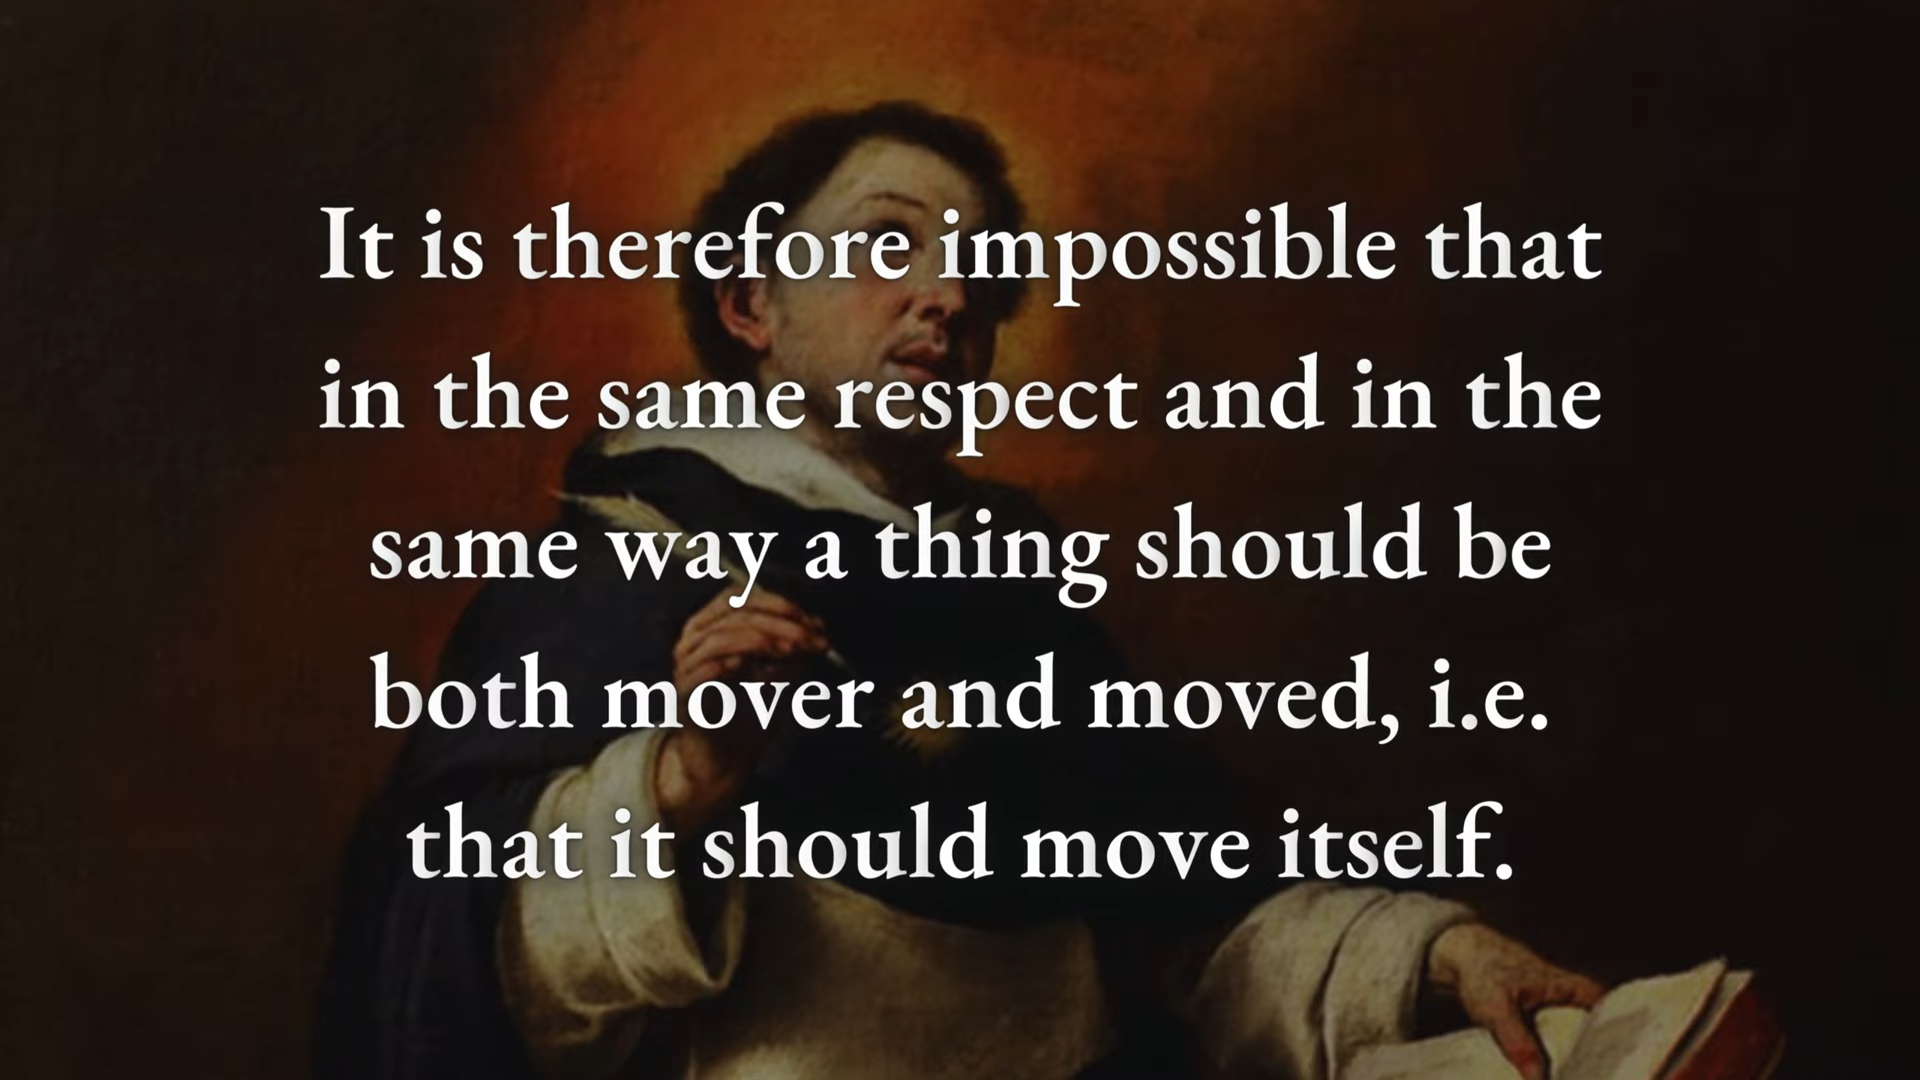 It is therefore impossible that
in the same respect and in the
same way a thing should be
both mover and moved, i.e.
that it should move itself.